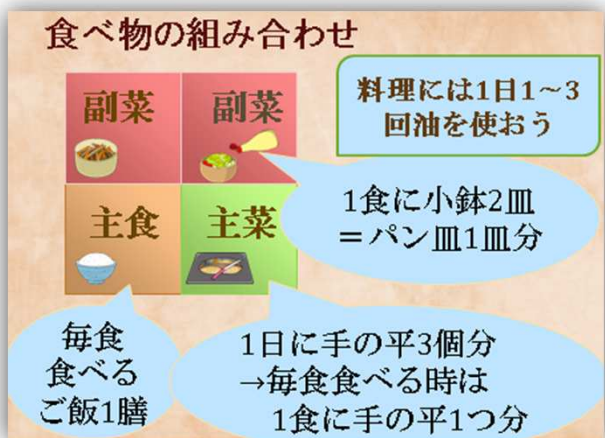 食べ物の組み合わせ
副菜
副菜
料理には1日1～3
回油を使おう
主食
主菜
1食に小鉢2皿
＝パン皿1皿分
毎食
食べる
ご飯1膳
1日に手の平3個分
→毎食食べる時は
1食に手の平1つ分